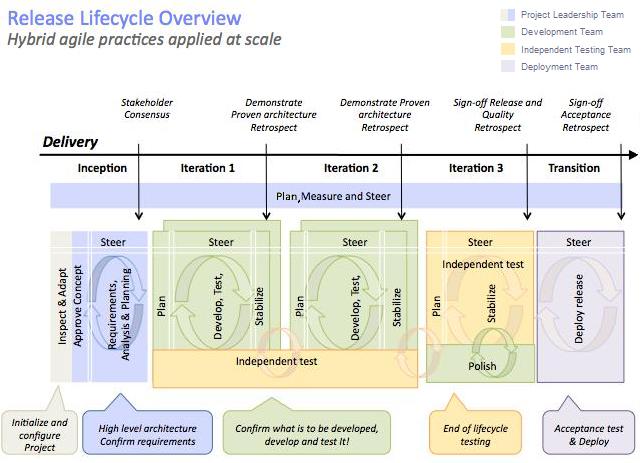 Release Lifecycle Overview
Hybrid agile practices applied at scale
Project Leadership Team
Development Team
Independent Testing Team
Deployment Team
Stakeholder
Consensus
Demonstrate
Proven architecture
Retrospect
Demonstrate Proven
architecture
Retrospect
Sign-off Release and
Quality
Retrospect
Sign-off
Acceptance
Retrospect
Delivery
Inception
Iteration 1
Iteration 2
Iteration 3
Transition
Plan,Measure and Steer
Inspect & Adapt
Approve Concept
Steer
Requirements,
Analysis & Planning
Plan
Steer
Develop, Test,
Stabilize
Plan
Steer
Develop, Test,
Stabilize
Independent test
Plan
Steer
Independent test
Stabilize
Polish
Steer
Deploy release
Initialize and
configure
Project
High level architecture
Confirm requirements
Confirm what is to be developed,
develop and test It!
End of lifecycle
testing
Acceptance test
& Deploy